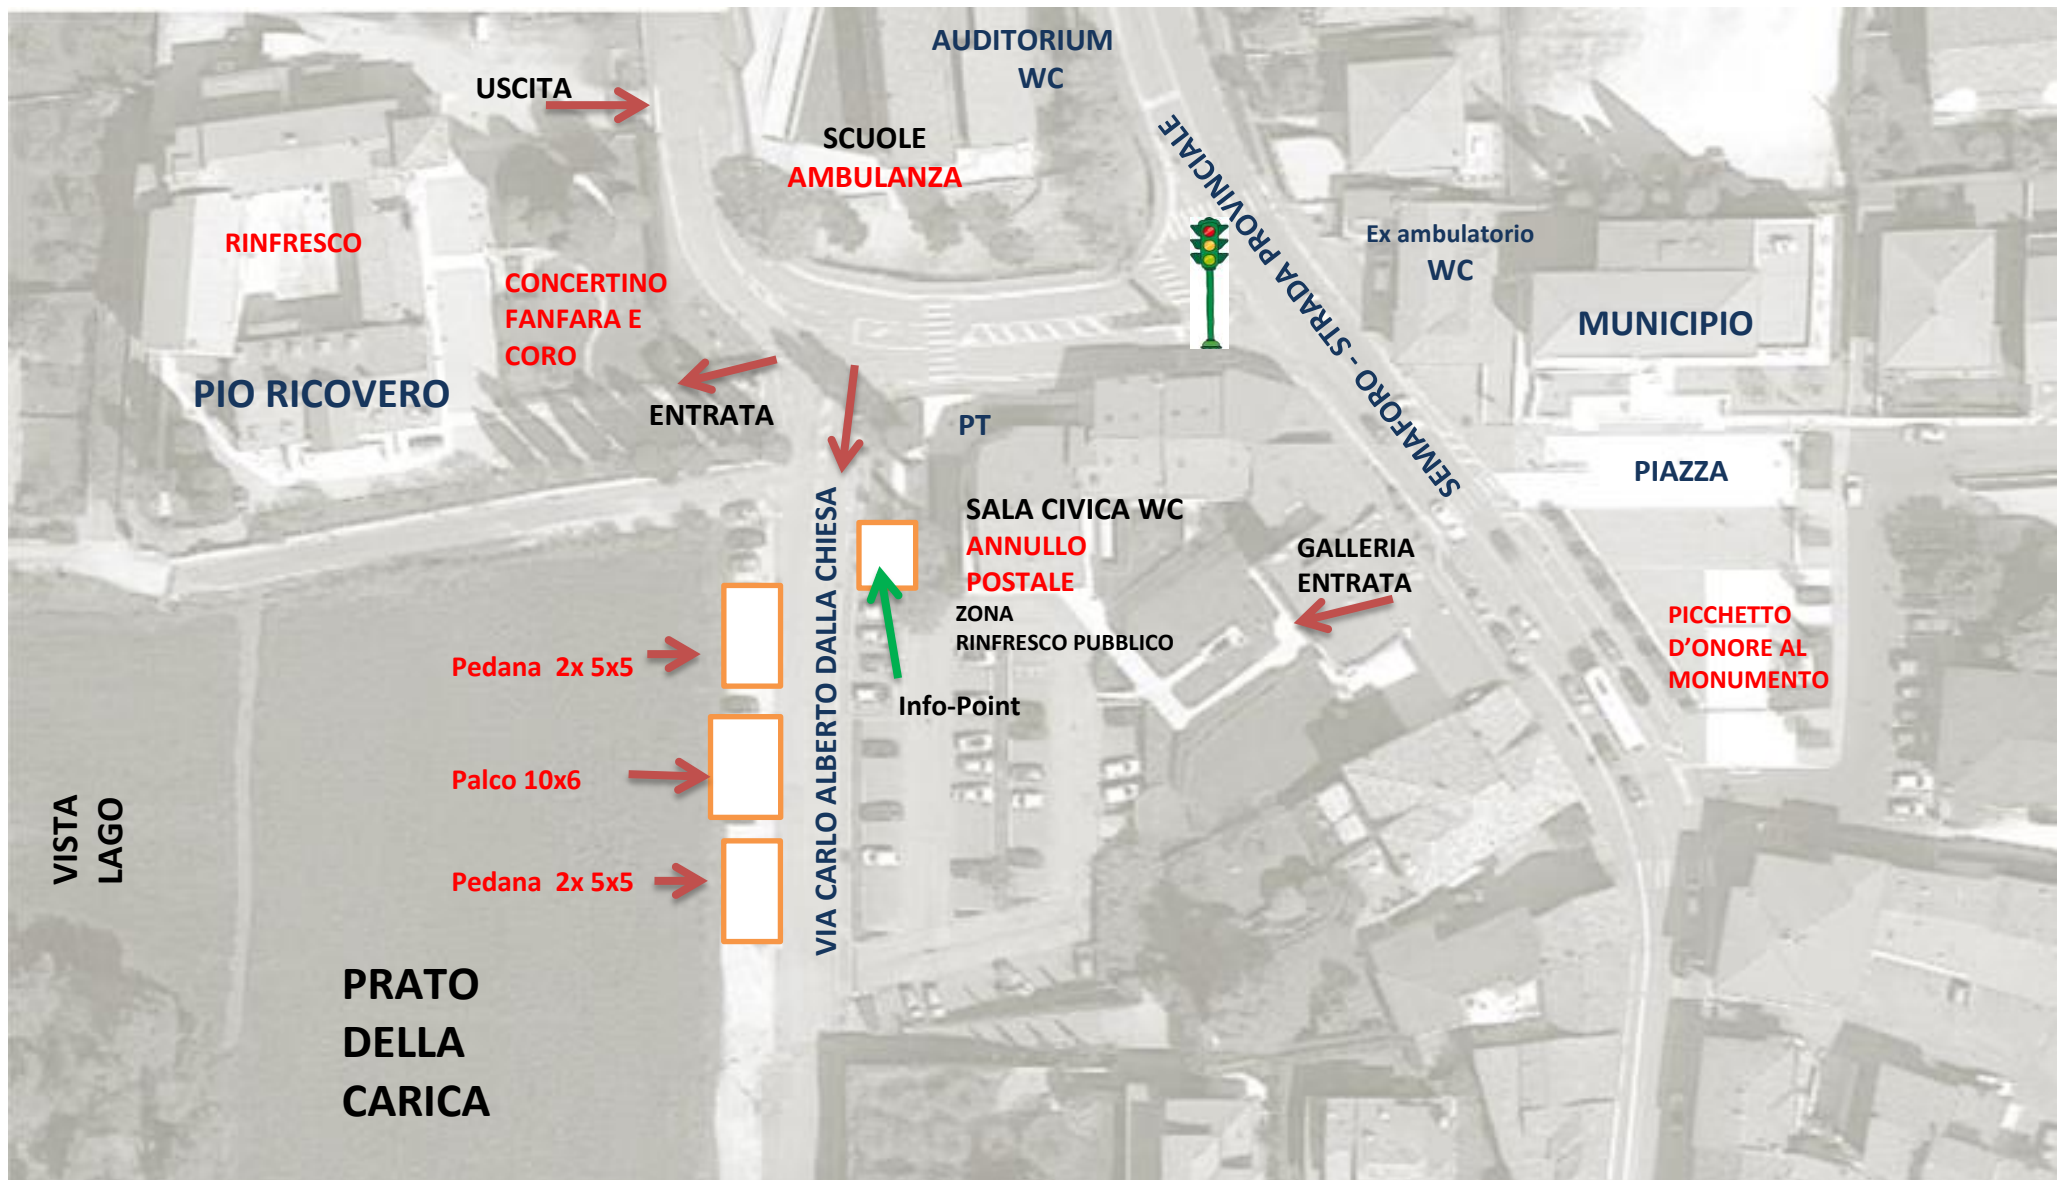 AUDITORIUM
WC
USCITA
SCUOLE
AMBULANZA
STRADA PROVINCIALE
SEMAFORO -
RINFRESCO
Ex ambulatorio
WC
CONCERTINO
FANFARA E
CORO
MUNICIPIO
PIO RICOVERO
ENTRATA
PT
PIAZZA
SALA CIVICA WC
ANNULLO
POSTALE
ZONA
RINFRESCO PUBBLICO
GALLERIA
ENTRATA
PICCHETTO
D'ONORE AL
MONUMENTO
VIA CARLO ALBERTO DALLA CHIESA
Pedana 2x 5x5
Info-Point
Palco 10x6
VISTA
LAGO
Pedana 2x 5x5
PRATO
DELLA
CARICA